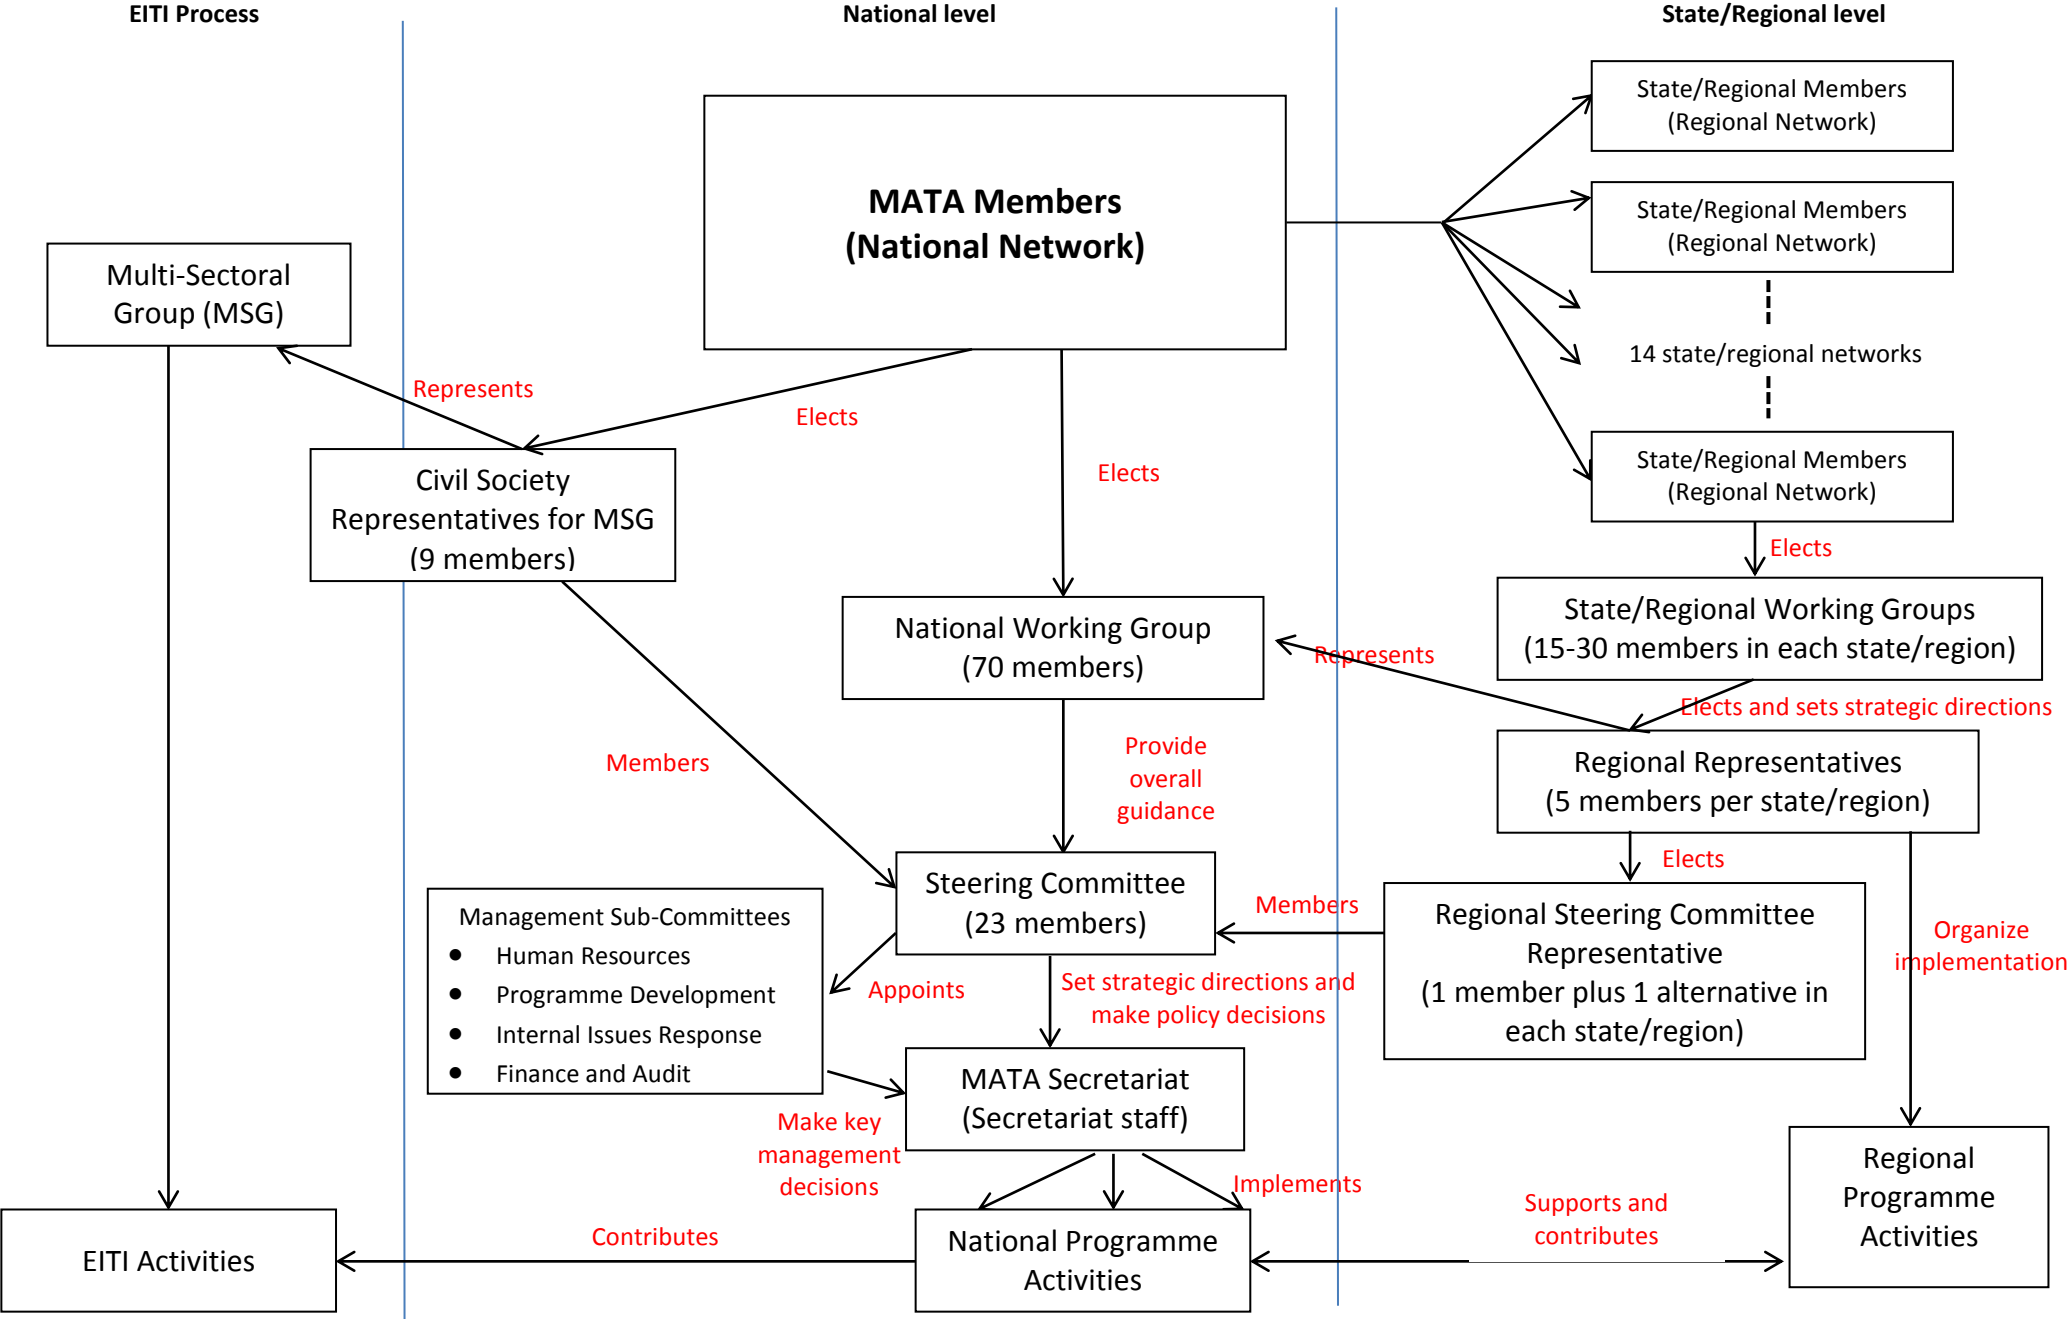 EITI Process
National level
State/Regional level
State/Regional Members
(Regional Network)
MATA Members
(National Network)
State/Regional Members
(Regional Network)
Multi-Sectoral
Group (MSG)
14 state/regional networks
Represents
Elects
State/Regional Members
(Regional Network)
Elects
Civil Society
Representatives for MSG
(9 members)
Elects
State/Regional Working Groups
(15-30 members in each state/region)
National Working Group
(70 members)
Represents
Elects and sets strategic directions
Regional Representatives
(5 members per state/region)
Members
Provide
overall
guidance
Elects
Steering Committee
(23 members)
Members
Regional Steering Committee
Representative
(1 member plus 1 alternative in
each state/region)
Organize
implementation
Management Sub-Committees
● Human Resources
● Programme Development
● Internal Issues Response
● Finance and Audit
Appoints
Set strategic directions and
make policy decisions
MATA Secretariat
(Secretariat staff)
Make key
management
decisions
Implements
Regional
Programme
Activities
Supports and
contributes
Contributes
EITI Activities
National Programme
Activities